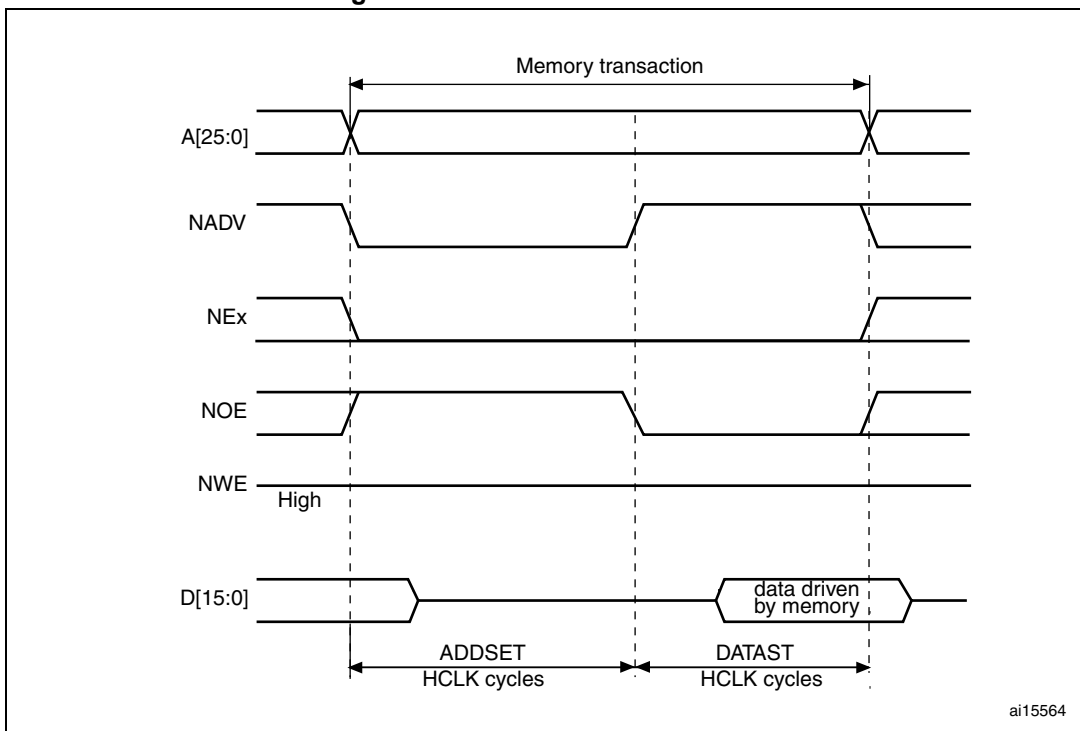 Memory transaction
A[25:0]
NADV
NEx
NOE
NWE
High
D[15:0]
data driven
by memory
ADDSET
HCLK cycles
DATAST
HCLK cycles
ai15564